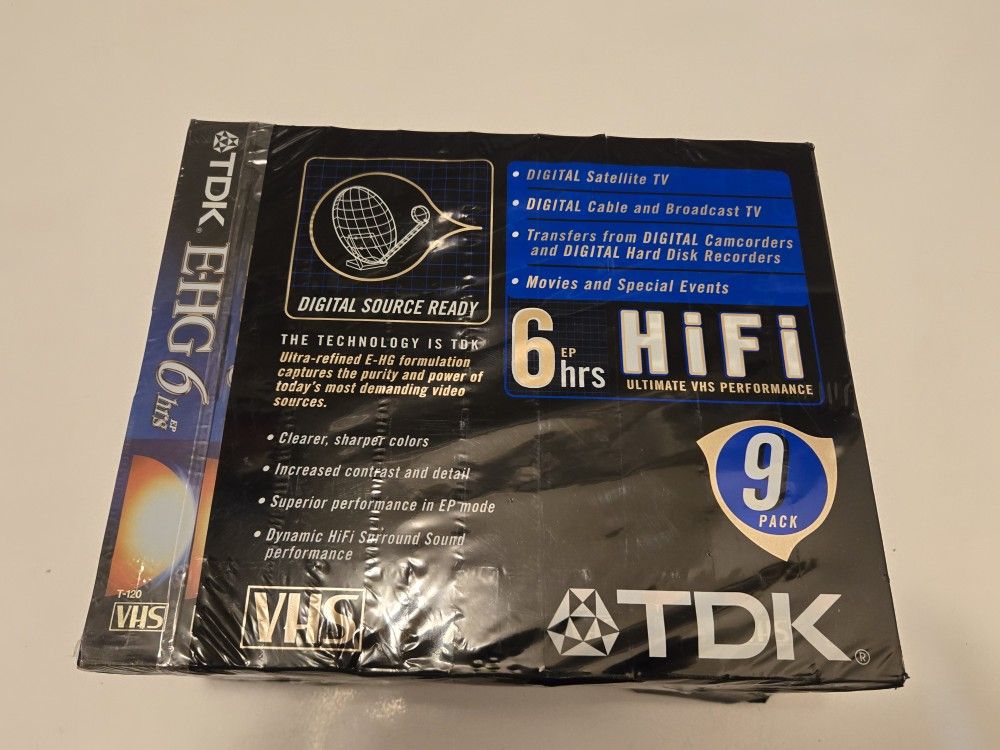 TDK® E-HG 6 EP hrs
T-120
VHS
DIGITAL SOURCE READY
THE TECHNOLOGY IS TDK
Ultra-refined E-HG formulation
captures the purity and power of
today's most demanding video
sources.
• Clearer, sharper colors
• Increased contrast and detail
• Superior performance in EP mode
• Dynamic HiFi Surround Sound
performance
VHS
• DIGITAL Satellite TV
• DIGITAL Cable and Broadcast TV
• Transfers from DIGITAL Camcorders
and DIGITAL Hard Disk Recorders
• Movies and Special Events
6 EP hrs
HiFi
ULTIMATE VHS PERFORMANCE
9
PACK
TDK®